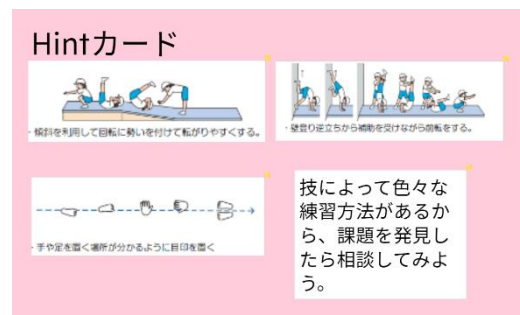 Hintカード
・傾斜を利用して回転に勢いを付けて転がりやすくする。
・壁登り逆立ちから補助を受けながら前転をする。
・手や足を置く場所が分かるように目印を置く
技によって色々な
練習方法があるか
ら、課題を発見し
たら相談してみよ
う。